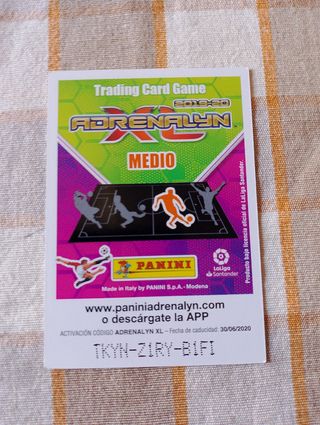 Trading Card Game
2019-20
ADRENALYN
XL
MEDIO
PANINI
LaLiga
Santander
Producto bajo licencia oficial de LaLiga Santander.
Made in Italy by PANINI S.p.A. - Modena
www.paniniadrenalyn.com
o descárgate la APP
ACTIVACIÓN CÓDIGO ADRENALYN XL – Fecha de caducidad: 30/06/2020
TKYN-Z1RY-B1FI